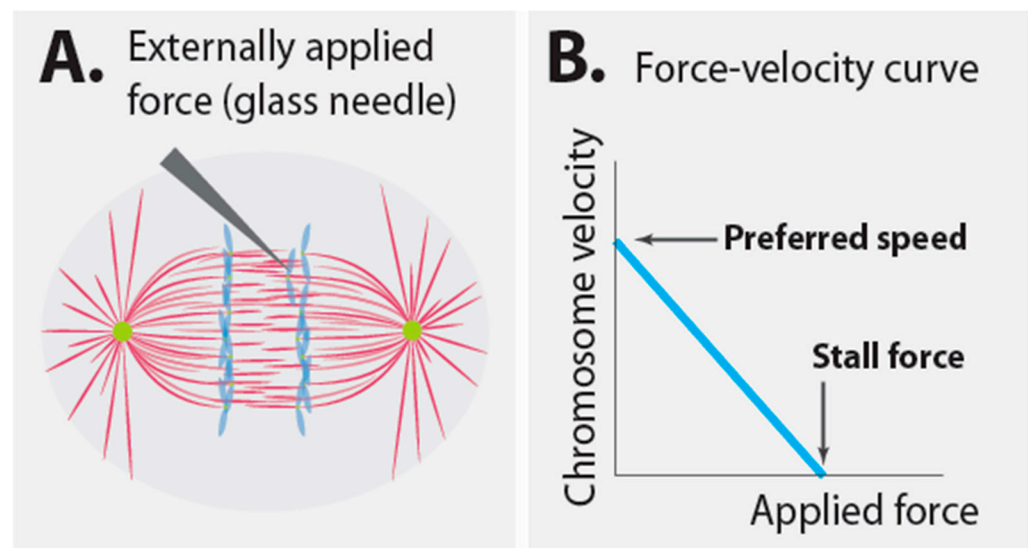 A. Externally applied
force (glass needle)
B. Force-velocity curve
Chromosome velocity
Preferred speed
Stall force
Applied force